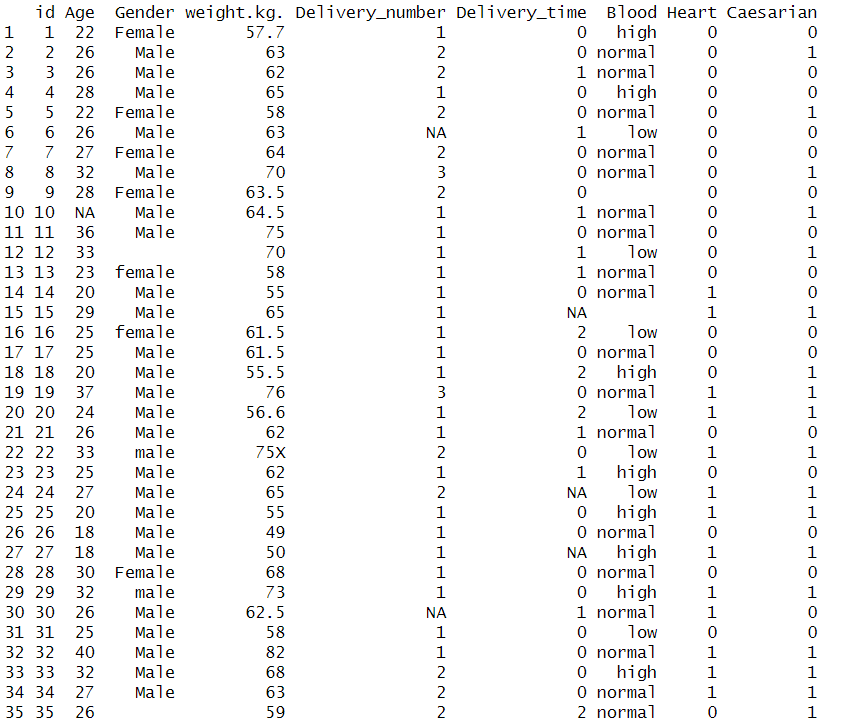 id Age Gender weight.kg. Delivery_number Delivery_time Blood Heart Caesarian
1 1 22 Female 57.7 1 0 high 0 0
2 2 26 Male 63 2 0 normal 0 1
3 3 26 Male 62 2 1 normal 0 0
4 4 28 Male 65 1 0 high 0 0
5 5 22 Female 58 2 0 normal 0 1
6 6 26 Male 63 NA 1 low 0 0
7 7 27 Female 64 2 0 normal 0 0
8 8 32 Male 70 3 0 normal 0 1
9 9 28 Female 63.5 2 0 0 0
10 10 NA Male 64.5 1 1 normal 0 1
11 11 36 Male 75 1 0 normal 0 0
12 12 33 70 1 1 low 0 1
13 13 23 female 58 1 1 normal 0 0
14 14 20 Male 55 1 0 normal 1 0
15 15 29 Male 65 1 NA 1 1
16 16 25 female 61.5 1 2 low 0 0
17 17 25 Male 61.5 1 0 normal 0 0
18 18 20 Male 55.5 1 2 high 0 1
19 19 37 Male 76 3 0 normal 1 1
20 20 24 Male 56.6 1 2 low 1 1
21 21 26 Male 62 1 1 normal 0 0
22 22 33 male 75X 2 0 low 1 1
23 23 25 Male 62 1 1 high 0 0
24 24 27 Male 65 2 NA low 1 1
25 25 20 Male 55 1 0 high 1 1
26 26 18 Male 49 1 0 normal 0 0
27 27 18 Male 50 1 NA high 1 1
28 28 30 Female 68 1 0 normal 0 0
29 29 32 male 73 1 0 high 1 1
30 30 26 Male 62.5 NA 1 normal 1 0
31 31 25 Male 58 1 0 low 0 0
32 32 40 Male 82 1 0 normal 1 1
33 33 32 Male 68 2 0 high 1 1
34 34 27 Male 63 2 0 normal 1 1
35 35 26 59 2 2 normal 0 1